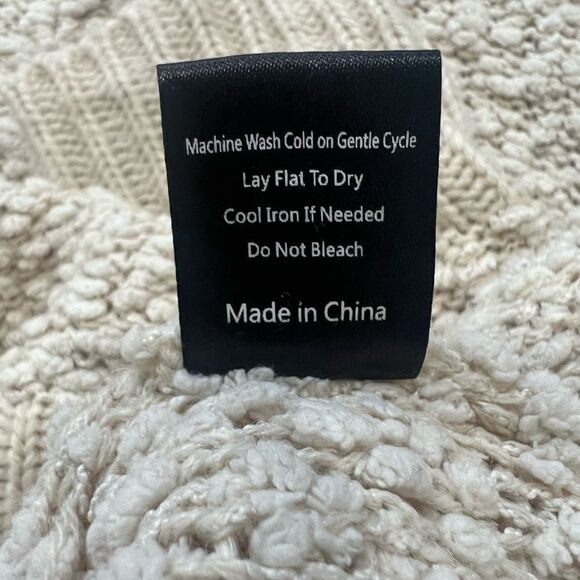 Machine Wash Cold on Gentle Cycle
Lay Flat To Dry
Cool Iron If Needed
Do Not Bleach
Made in China